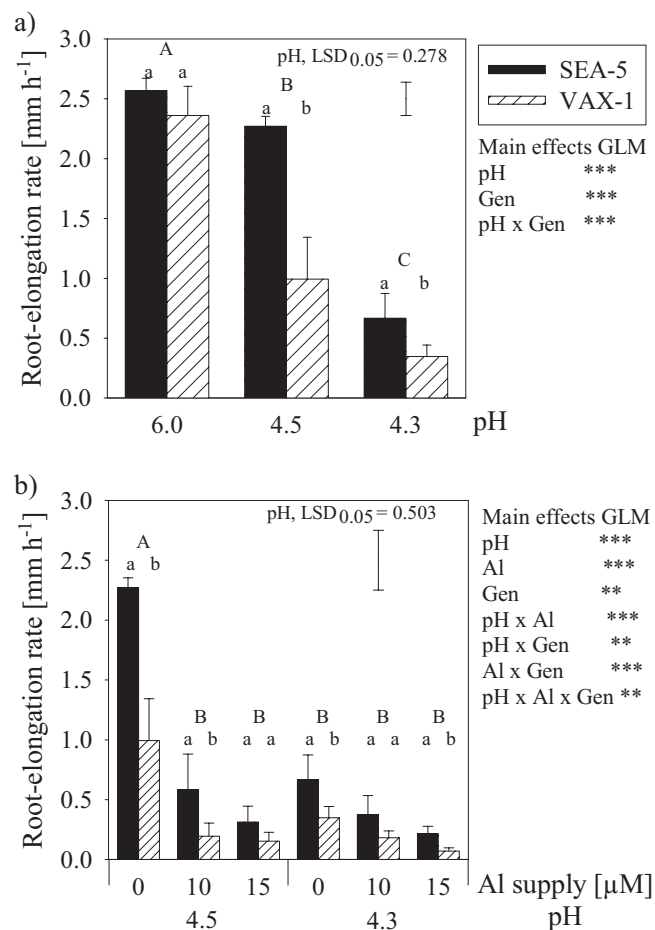 a)
Root-elongation rate [mm h-1]
3.0
2.5
2.0
1.5
1.0
0.5
0.0
A
a a
B
a b
C
a b
pH, LSD0.05 = 0.278
6.0 4.5 4.3 pH
SEA-5
VAX-1
Main effects GLM
pH ***
Gen ***
pH x Gen ***
b)
Root-elongation rate [mm h-1]
3.0
2.5
2.0
1.5
1.0
0.5
0.0
pH, LSD0.05 = 0.503
A
a b
B B B B B
a b a a a b a a a b
0 10 15 0 10 15 Al supply [µM]
4.5 4.3 pH
Main effects GLM
pH ***
Al ***
Gen **
pH x Al ***
pH x Gen **
Al x Gen ***
pH x Al x Gen **